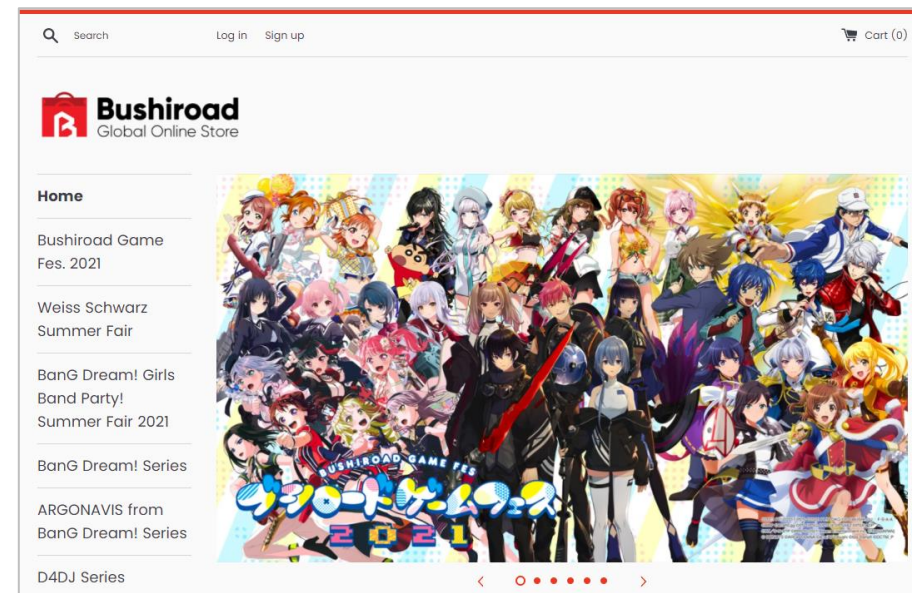 Search
Log in
Sign up
Cart (0)
Bushiroad
Global Online Store
Home
Bushiroad Game
Fes. 2021
Weiss Schwarz
Summer Fair
BanG Dream! Girls
Band Party!
Summer Fair 2021
BanG Dream! Series
ARGONAVIS from
BanG Dream! Series
D4DJ Series
BUSHIROAD GAME FES
ブシロードゲームフェス
2021